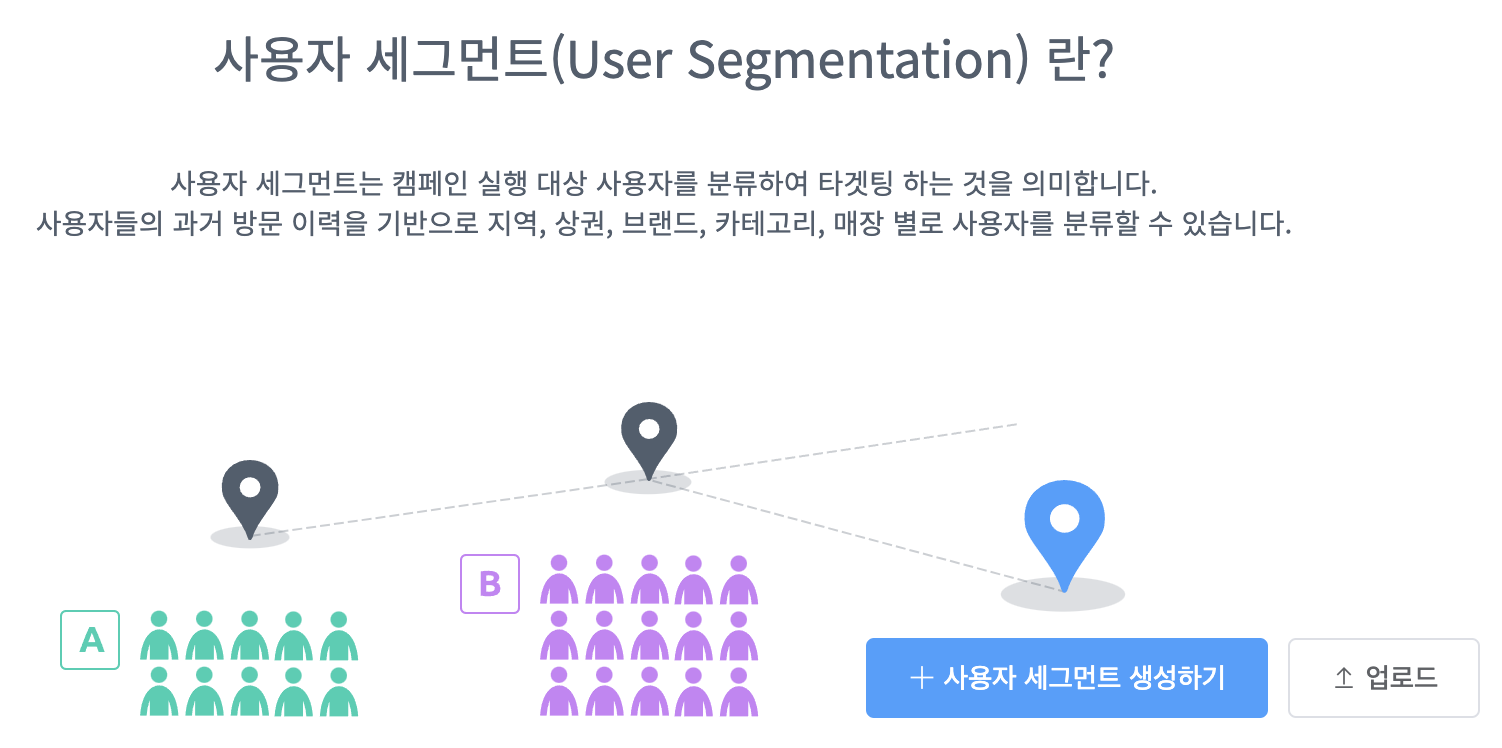 사용자 세그먼트(User Segmentation) 란?
사용자 세그먼트는 캠페인 실행 대상 사용자를 분류하여 타겟팅 하는 것을 의미합니다.
사용자들의 과거 방문 이력을 기반으로 지역, 상권, 브랜드, 카테고리, 매장 별로 사용자를 분류할 수 있습니다.
A
B
+ 사용자 세그먼트 생성하기
업로드